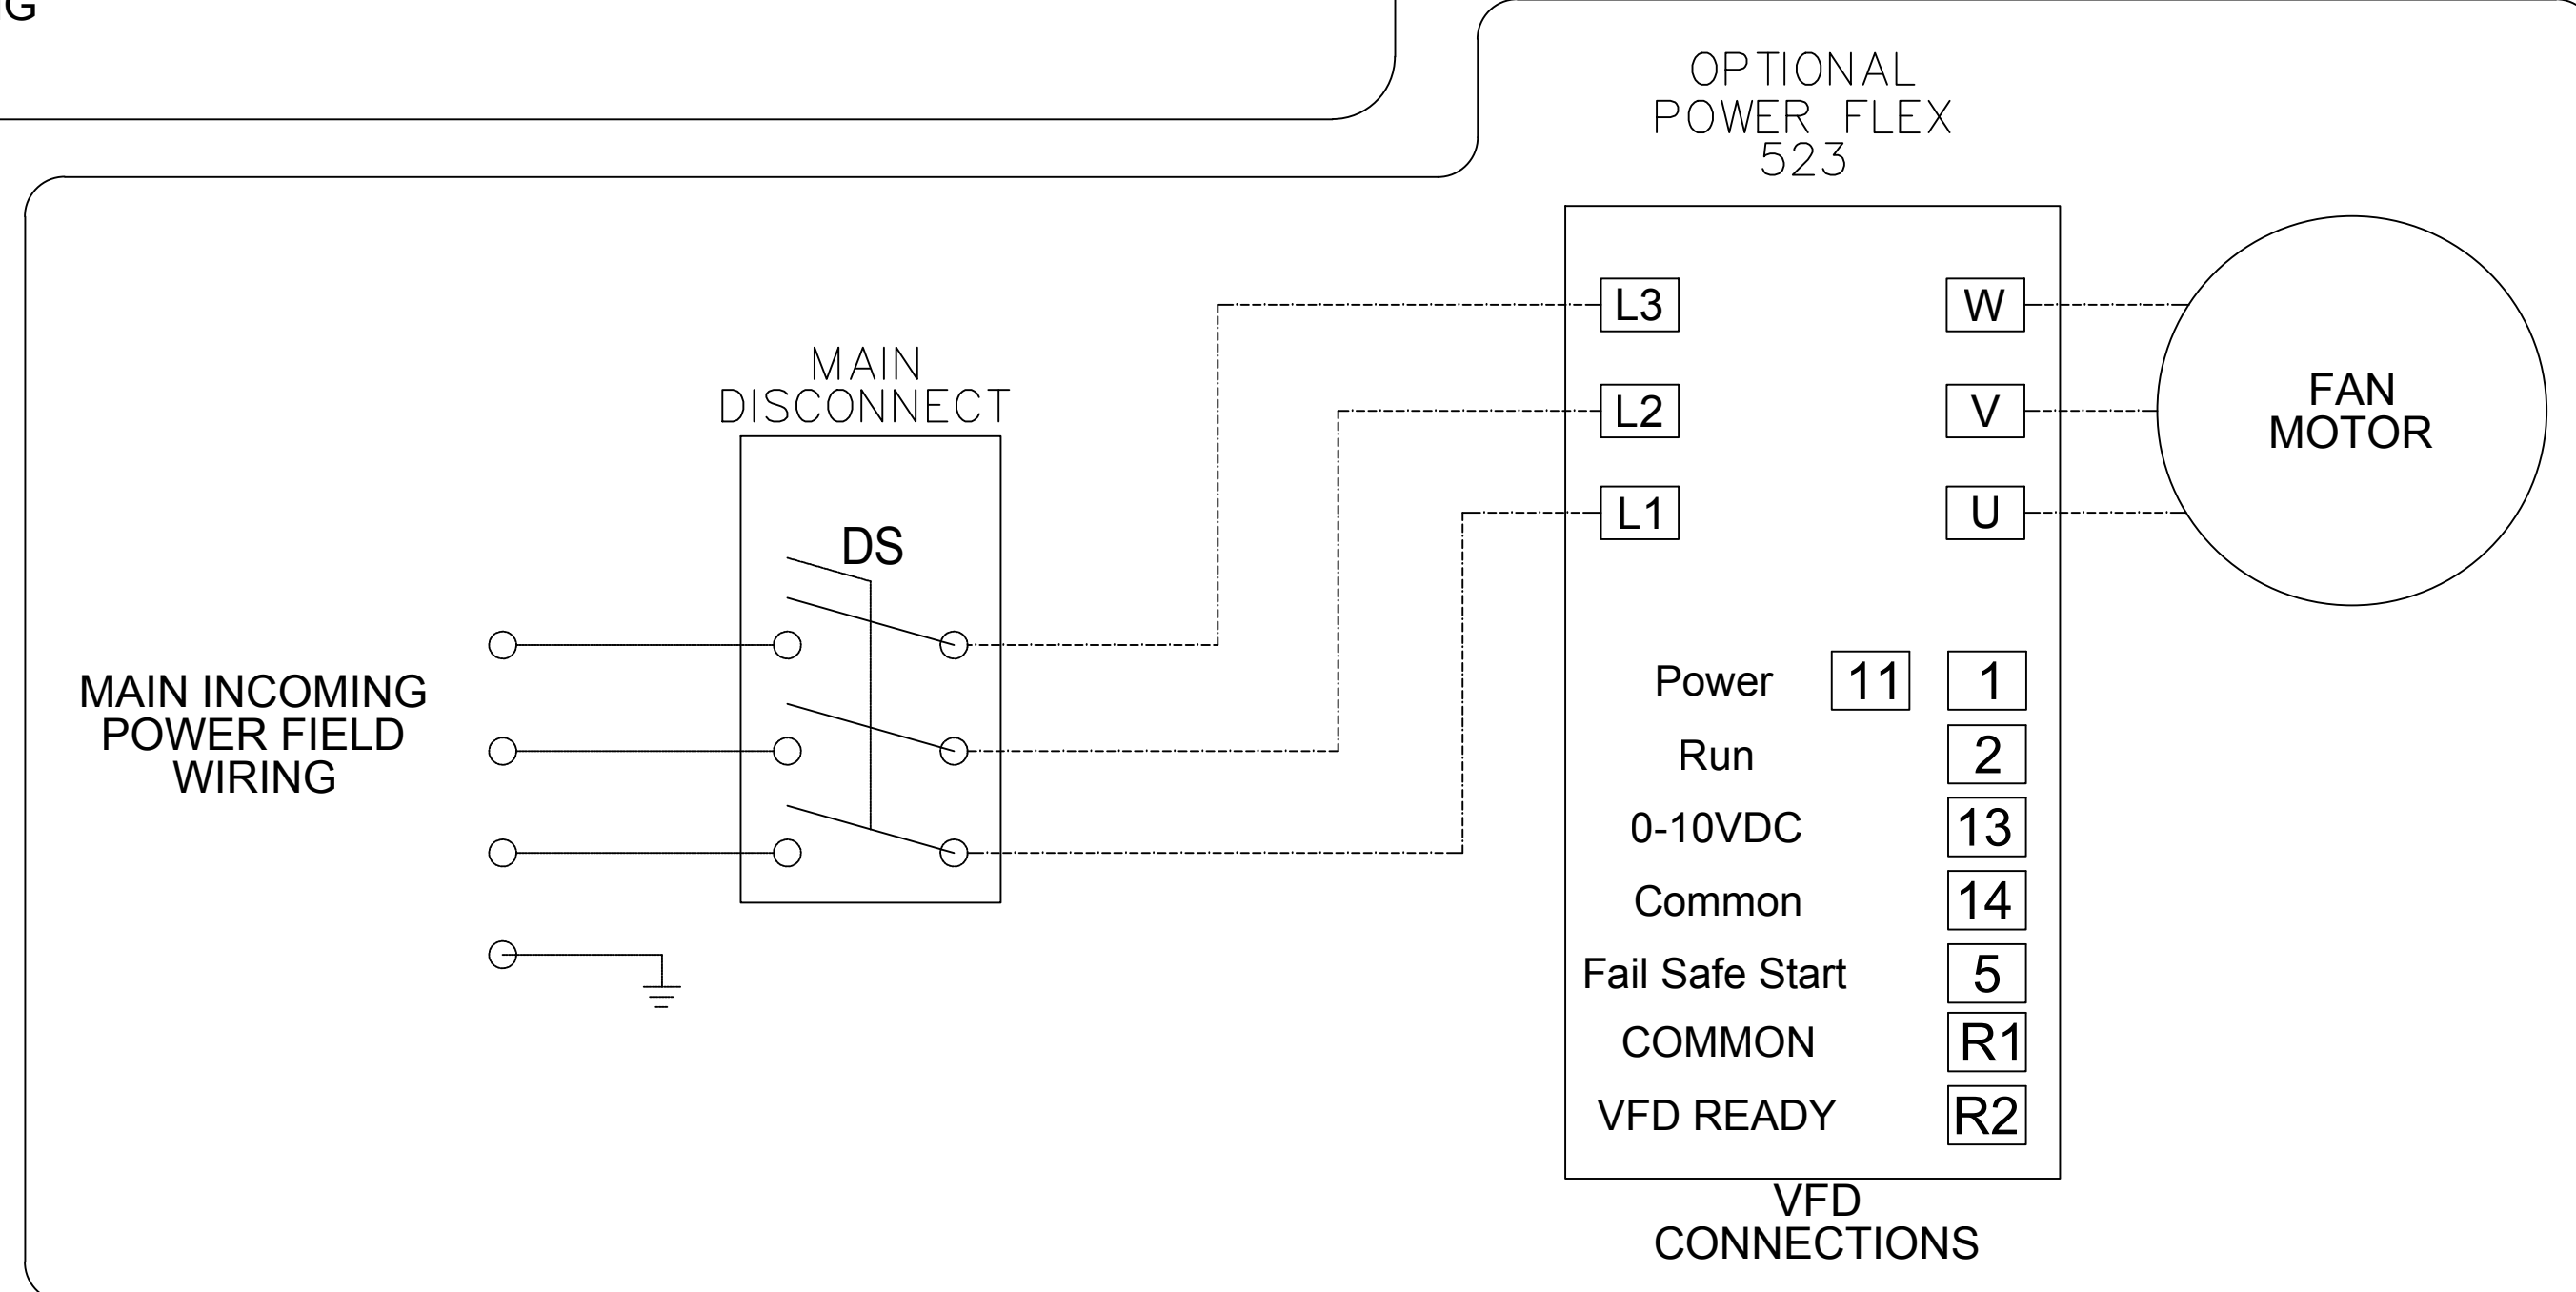 OPTIONAL
POWER FLEX
523
L3
W
L2
V
L1
U
FAN
MOTOR
MAIN
DISCONNECT
DS
MAIN INCOMING
POWER FIELD
WIRING
Power 11 1
Run 2
0-10VDC 13
Common 14
Fail Safe Start 5
COMMON R1
VFD READY R2
VFD
CONNECTIONS